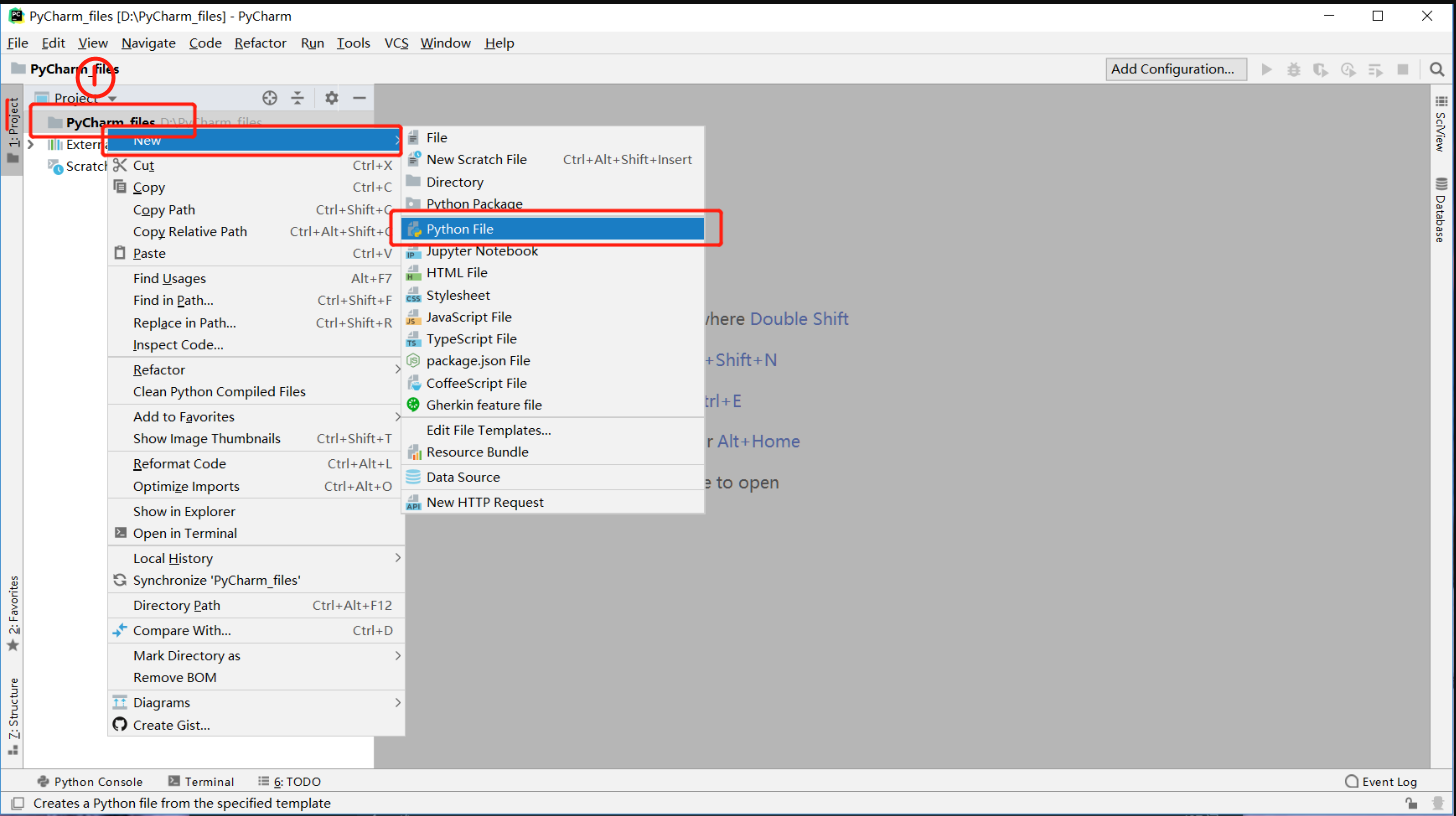 PyCharm_files [D:\PyCharm_files] - PyCharm
File Edit View Navigate Code Refactor Run Tools VCS Window Help
PyCharm_files
Add Configuration...
1
Project
PyCharm_files D:\PyCharm_files
Extern
Scratch
1: Project
2: Favorites
Z: Structure
New
Cut Ctrl+X
Copy Ctrl+C
Copy Path Ctrl+Shift+C
Copy Relative Path Ctrl+Alt+Shift+C
Paste Ctrl+V
Find Usages Alt+F7
Find in Path... Ctrl+Shift+F
Replace in Path... Ctrl+Shift+R
Inspect Code...
Refactor
Clean Python Compiled Files
Add to Favorites
Show Image Thumbnails Ctrl+Shift+T
Reformat Code Ctrl+Alt+L
Optimize Imports Ctrl+Alt+O
Show in Explorer
Open in Terminal
Local History
Synchronize 'PyCharm_files'
Directory Path Ctrl+Alt+F12
Compare With... Ctrl+D
Mark Directory as
Remove BOM
Diagrams
Create Gist...
File
New Scratch File Ctrl+Alt+Shift+Insert
Directory
Python Package
Python File
Jupyter Notebook
HTML File
Stylesheet
JavaScript File
TypeScript File
package.json File
CoffeeScript File
Gherkin feature file
Edit File Templates...
Resource Bundle
Data Source
New HTTP Request
here Double Shift
+Shift+N
trl+E
r Alt+Home
e to open
SciView
Database
Python Console Terminal 6: TODO Event Log
Creates a Python file from the specified template